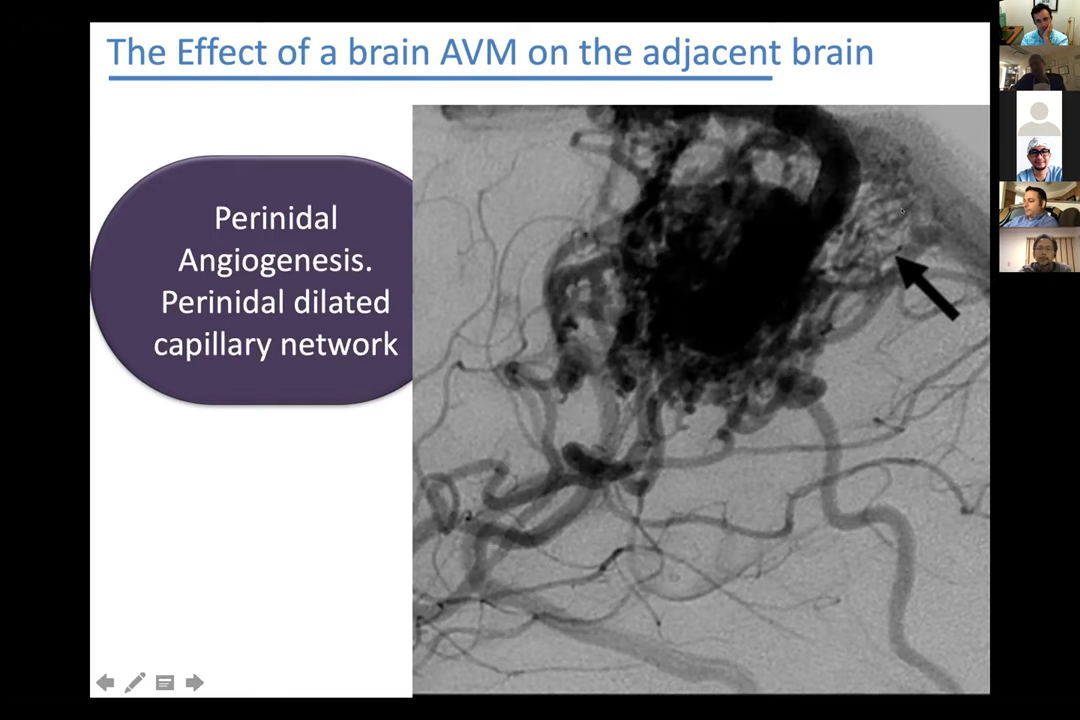 The Effect of a brain AVM on the adjacent brain
Perinidal
Angiogenesis.
Perinidal dilated
capillary network